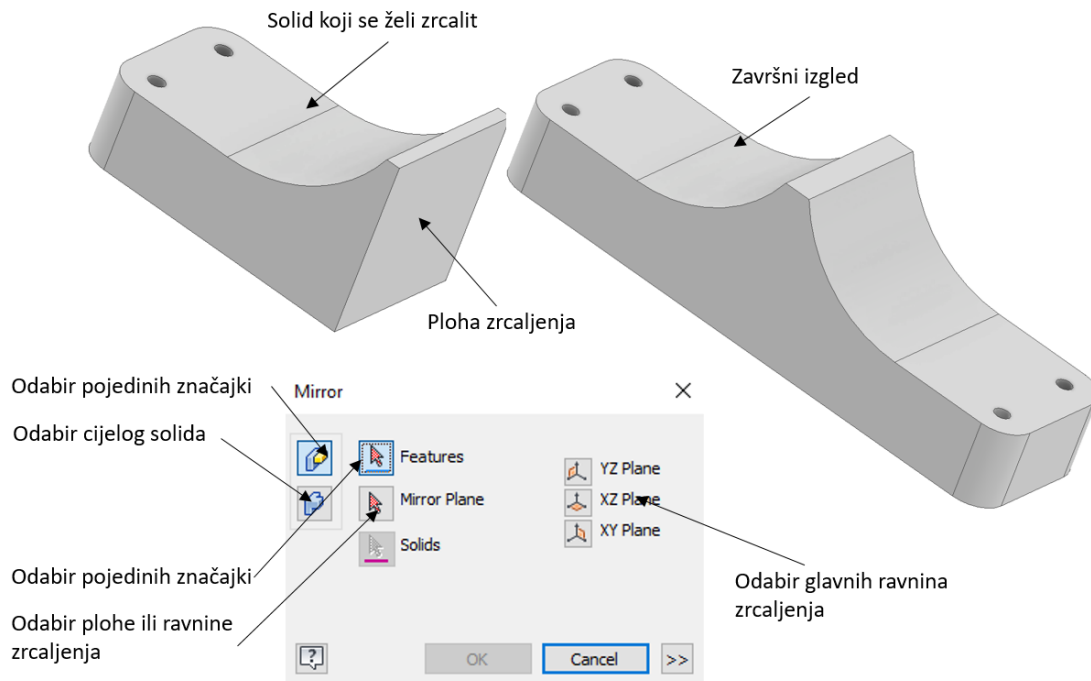 Solid koji se želi zrcalit
Završni izgled
Ploha zrcaljenja
Odabir pojedinih značajki
Odabir cijelog solida
Odabir pojedinih značajki
Odabir plohe ili ravnine
zrcaljenja
Mirror
Features
Mirror Plane
Solids
YZ Plane
XZ Plane
XY Plane
OK
Cancel
>>
Odabir glavnih ravnina
zrcaljenja